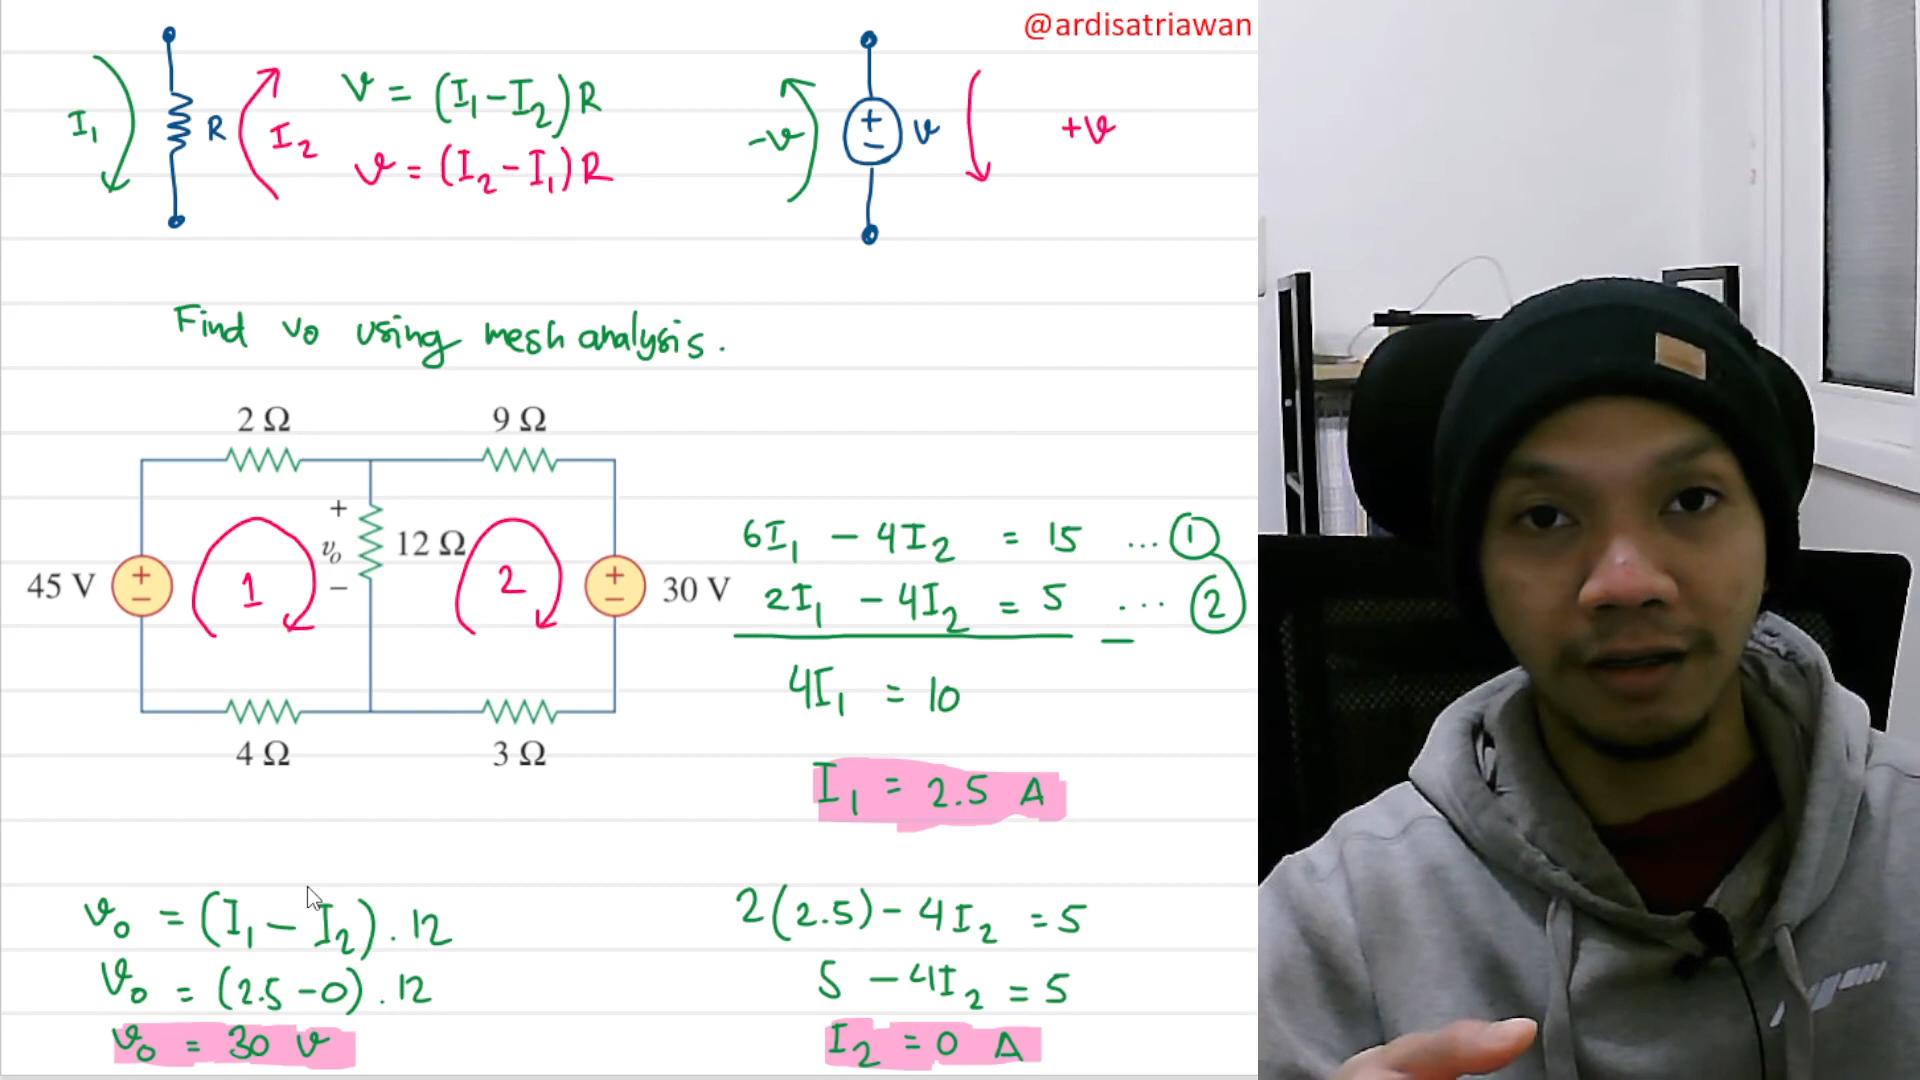 @ardisatriawan
I₁ R I₂ v = (I₁ - I₂) R
v = (I₂ - I₁) R
-v + - v +v
Find vo using mesh analysis.
2 Ω 9 Ω
+ vo - 12 Ω
45 V + - 1 2 + - 30 V
4 Ω 3 Ω
6I₁ - 4I₂ = 15 ... ①
2I₁ - 4I₂ = 5 ... ②
-
4I₁ = 10
I₁ = 2.5 A
vo = (I₁ - I₂) . 12
vo = (2.5 - 0) . 12
vo = 30 v
2(2.5) - 4I₂ = 5
5 - 4I₂ = 5
I₂ = 0 A